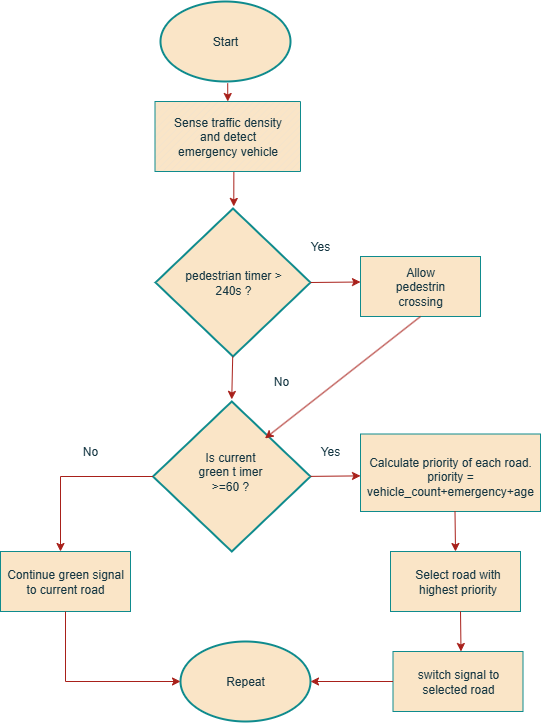 Start
Sense traffic density
and detect
emergency vehicle
pedestrian timer >
240s ?
Yes
Allow
pedestrin
crossing
No
Is current
green t imer
>=60 ?
No
Yes
Calculate priority of each road.
priority =
vehicle_count+emergency+age
Continue green signal
to current road
Select road with
highest priority
Repeat
switch signal to
selected road